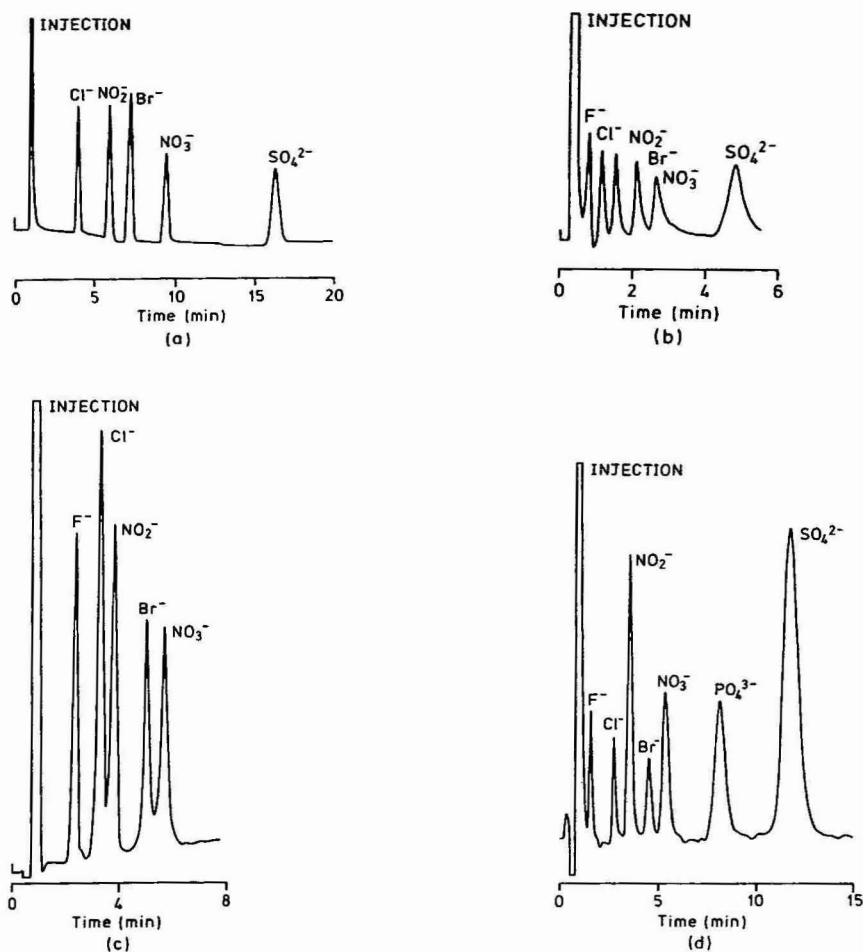 INJECTION
Cl⁻ NO₂⁻ Br⁻
NO₃⁻
SO₄²⁻
0 5 10 15 20
Time (min)
(a)
INJECTION
F⁻
Cl⁻
NO₂⁻
Br⁻
NO₃⁻
SO₄²⁻
0 2 4 6
Time (min)
(b)
INJECTION
Cl⁻
F⁻
NO₂⁻
Br⁻
NO₃⁻
0 4 8
Time (min)
(c)
INJECTION
SO₄²⁻
NO₂⁻
F⁻
Cl⁻
Br⁻
NO₃⁻
PO₄³⁻
0 5 10 15
Time (min)
(d)